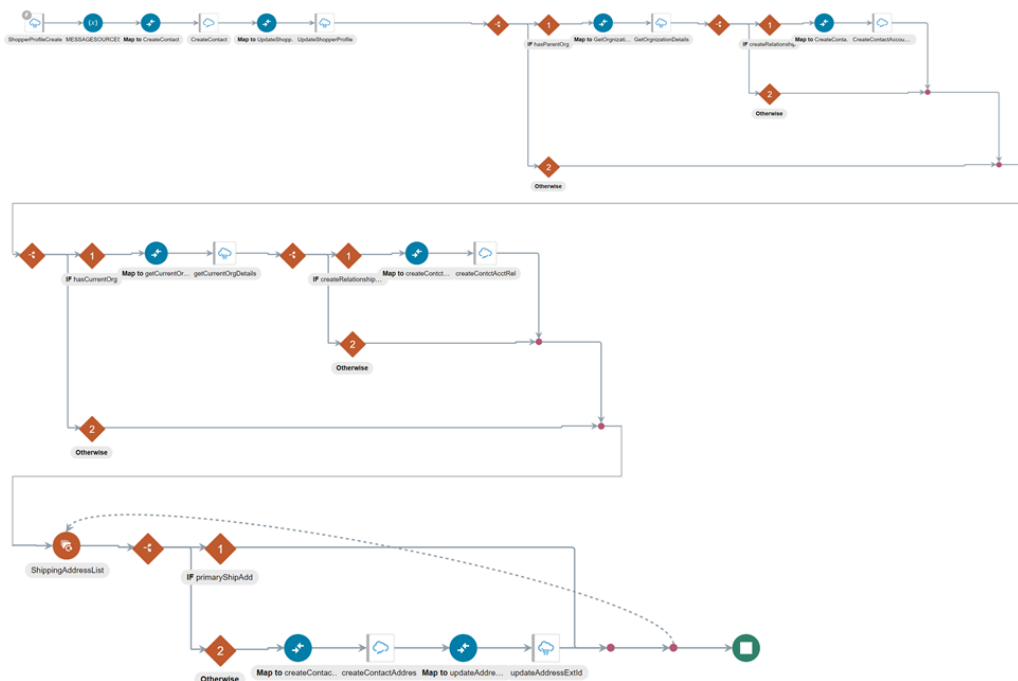 ShopperProfileCreate MESSAGESOURCEE Map to CreateContact CreateContact Map to UpdateShopp.. UpdateShopperProfile
1
IF hasParentOrg Map to GetOrgnizati... GetOrgnizationDetails
1
IF createRelationship.. Map to CreateConta.. CreateContactAccou...
2
Otherwise
2
Otherwise
1
IF hasCurrentOrg Map to getCurrentOr... getCurrentOrgDetails
1
IF createRelationship... Map to createContct... createContctAcctRel
2
Otherwise
2
Otherwise
ShippingAddressList
1
IF primaryShipAdd
2
Otherwise Map to createContac.. createContactAddres Map to updateAddre... updateAddressExtId